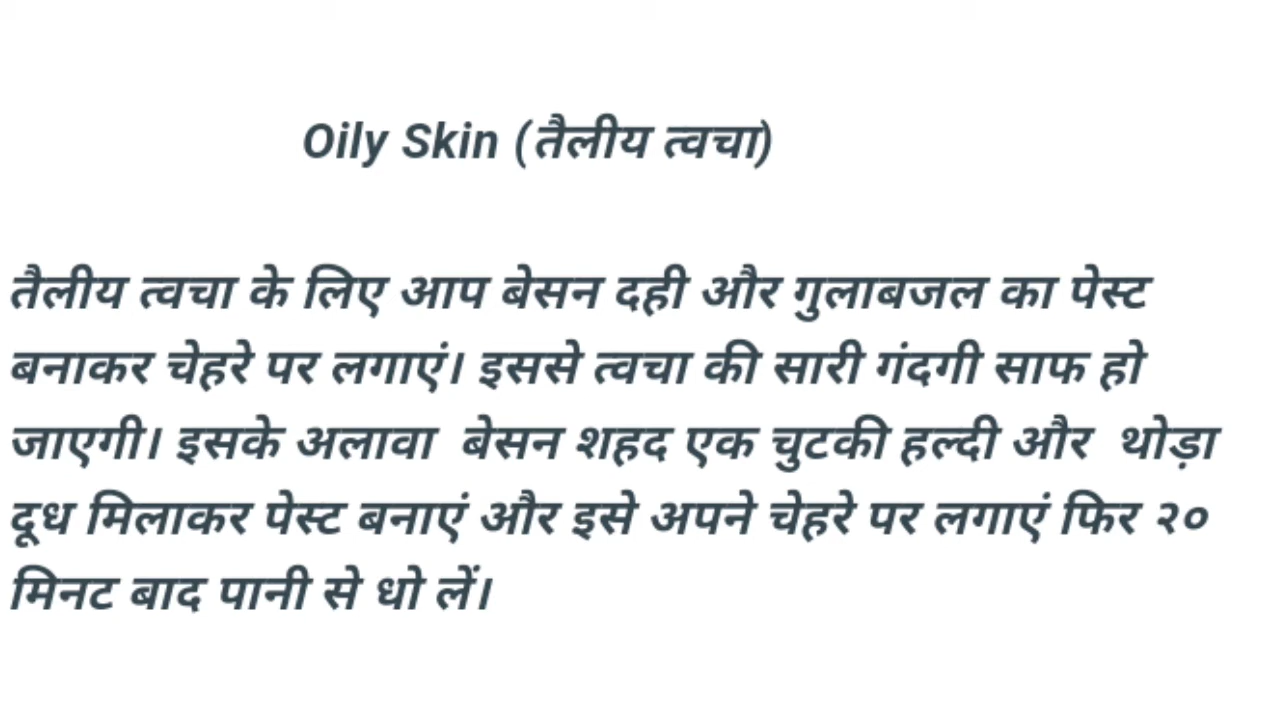 Oily Skin (तैलीय त्वचा)
तैलीय त्वचा के लिए आप बेसन दही और गुलाबजल का पेस्ट
बनाकर चेहरे पर लगाएं। इससे त्वचा की सारी गंदगी साफ हो
जाएगी। इसके अलावा बेसन शहद एक चुटकी हल्दी और थोड़ा
दूध मिलाकर पेस्ट बनाएं और इसे अपने चेहरे पर लगाएं फिर २०
मिनट बाद पानी से धो लें।